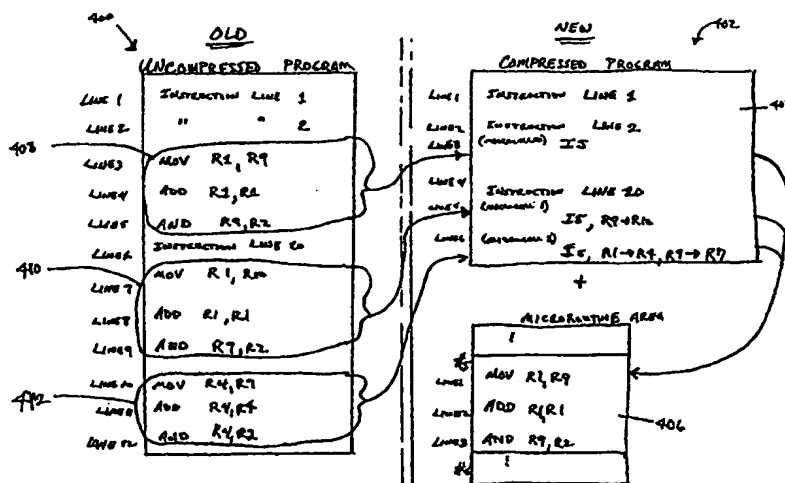 400
OLD
UNCOMPRESSED PROGRAM
LINE 1 INSTRUCTION LINE 1
LINE 2 " " 2
408
LINE 3 MOV R1, R9
LINE 4 ADD R1, R1
LINE 5 AND R9, R2
LINE 6 INSTRUCTION LINE 20
410
LINE 7 MOV R1, R10
LINE 8 ADD R1, R1
LINE 9 AND R9, R2
LINE 10 MOV R4, R7
412
LINE 11 ADD R4, R4
LINE 12 AND R4, R2
NEW
402
COMPRESSED PROGRAM
LINE 1 INSTRUCTION LINE 1
LINE 2 INSTRUCTION LINE 2
LINE 3 I5
LINE 4 INSTRUCTION LINE 20
LINE 5
I5, R9→R10
LINE 6
I5, R1→R4, R9→R7
+
MICROROUTINE AREA
LINE 1 MOV R1, R9
LINE 2 ADD R1, R1
406
LINE 3 AND R9, R2